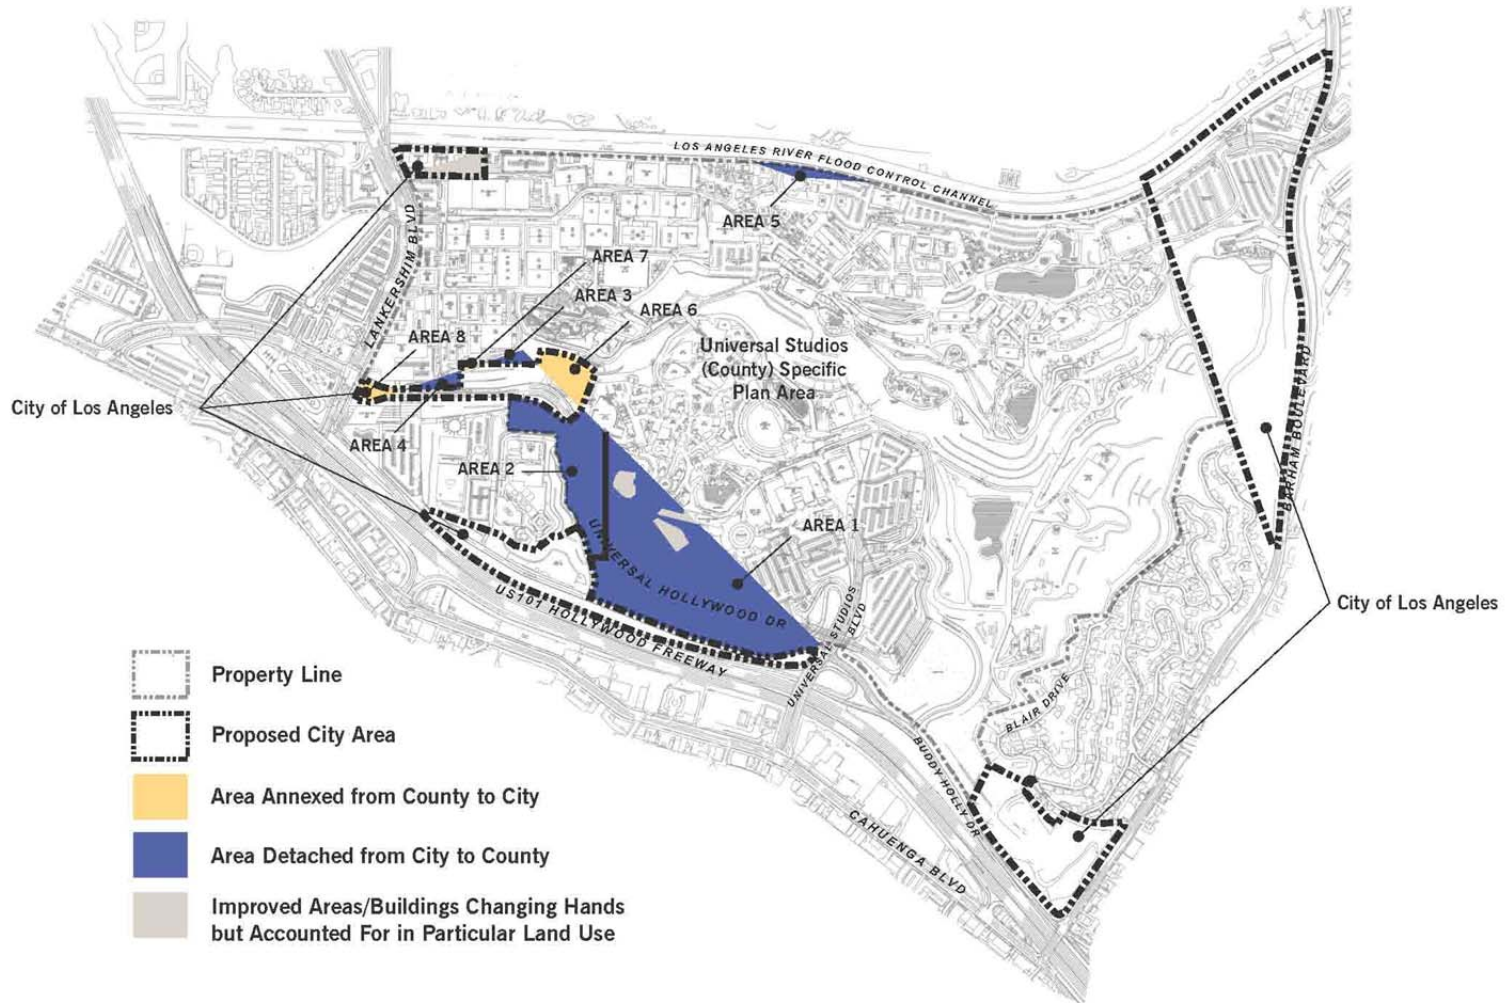 LOS ANGELES RIVER FLOOD CONTROL CHANNEL
AREA 5
LANKERSHIM BLVD
AREA 7
AREA 3
AREA 6
AREA 8
Universal Studios
(County) Specific
Plan Area
BARHAM BOULEVARD
City of Los Angeles
AREA 4
AREA 2
AREA 1
UNIVERSAL HOLLYWOOD DR
US101 HOLLYWOOD FREEWAY
UNIVERSAL STUDIOS
BLVD
City of Los Angeles
BLAIR DRIVE
BUDDY HOLLY DR
CAHUENGA BLVD
Property Line
Proposed City Area
Area Annexed from County to City
Area Detached from City to County
Improved Areas/Buildings Changing Hands
but Accounted For in Particular Land Use